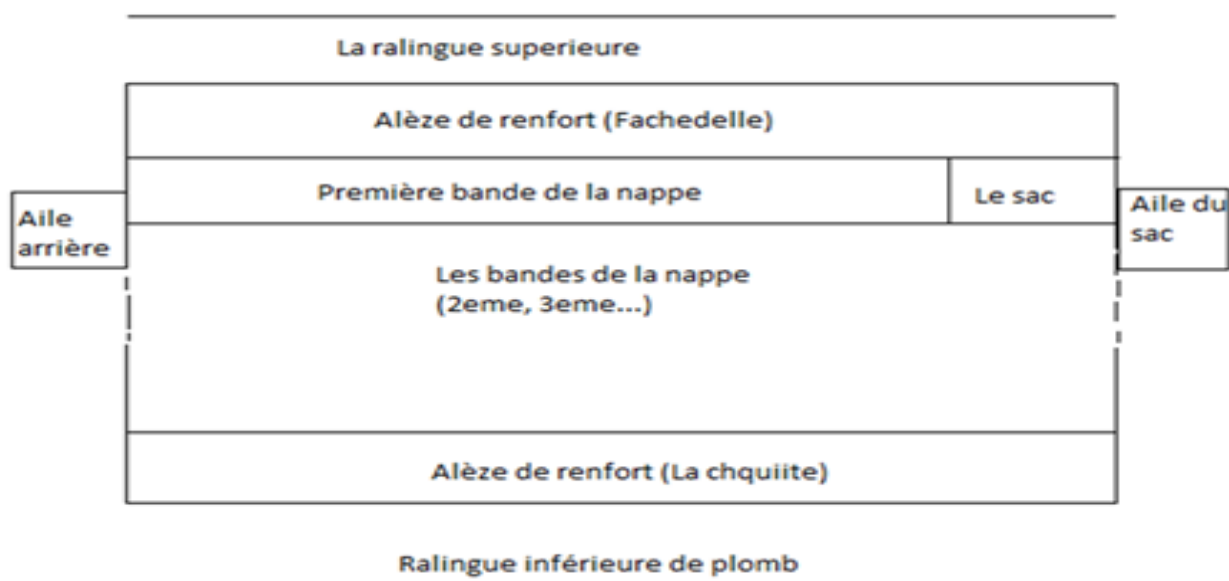 La ralingue superieure
Alèze de renfort (Fachedelle)
Première bande de la nappe
Le sac
Aile
arrière
Aile du
sac
Les bandes de la nappe
(2eme, 3eme...)
Alèze de renfort (La chquiite)
Ralingue inférieure de plomb